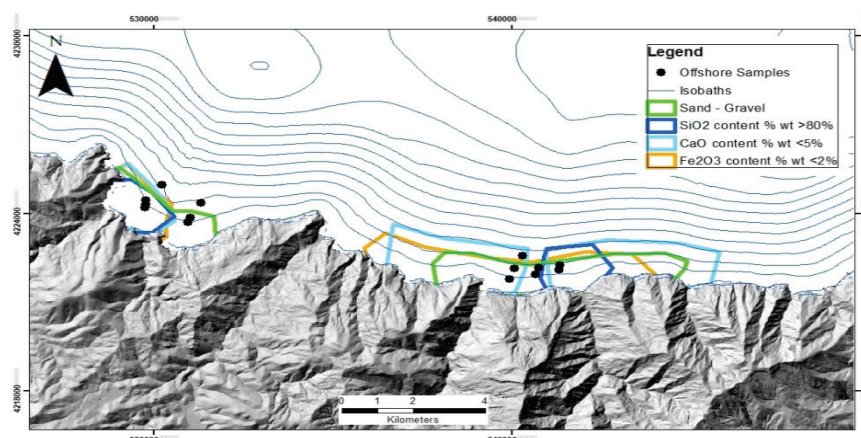 530000
540000
4230000
N
Legend
Offshore Samples
Isobaths
Sand - Gravel
SiO2 content % wt >80%
CaO content % wt <5%
Fe2O3 content % wt <2%
4224000
4218000
0 1 2 4
Kilometers